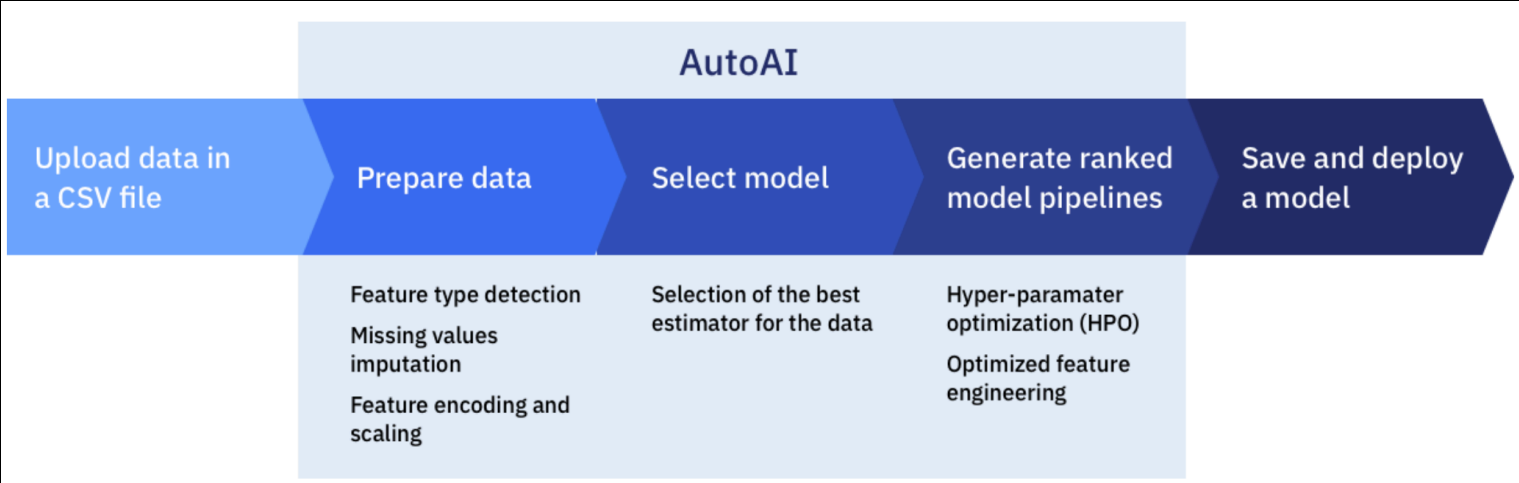 AutoAI
Upload data in
a CSV file
Prepare data
Select model
Generate ranked
model pipelines
Save and deploy
a model
Feature type detection
Missing values
imputation
Feature encoding and
scaling
Selection of the best
estimator for the data
Hyper-paramater
optimization (HPO)
Optimized feature
engineering